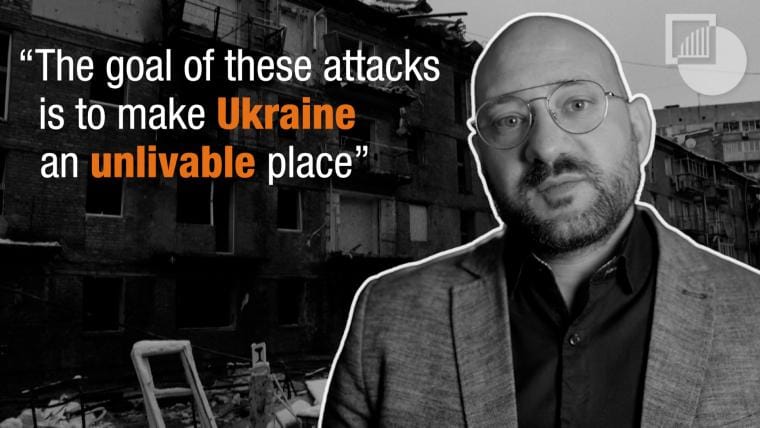 “The goal of these attacks
is to make Ukraine
an unlivable place”